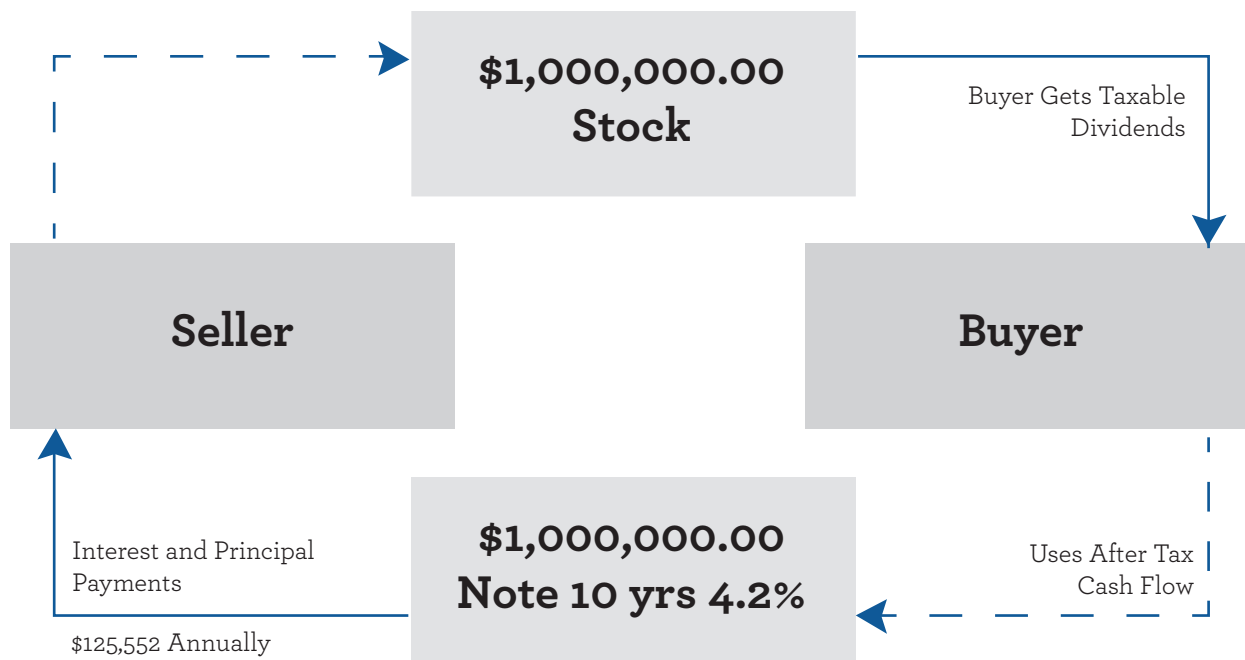 $1,000,000.00
Stock
Buyer Gets Taxable
Dividends
Seller
Buyer
$1,000,000.00
Note 10 yrs 4.2%
Interest and Principal
Payments
$125,552 Annually
Uses After Tax
Cash Flow